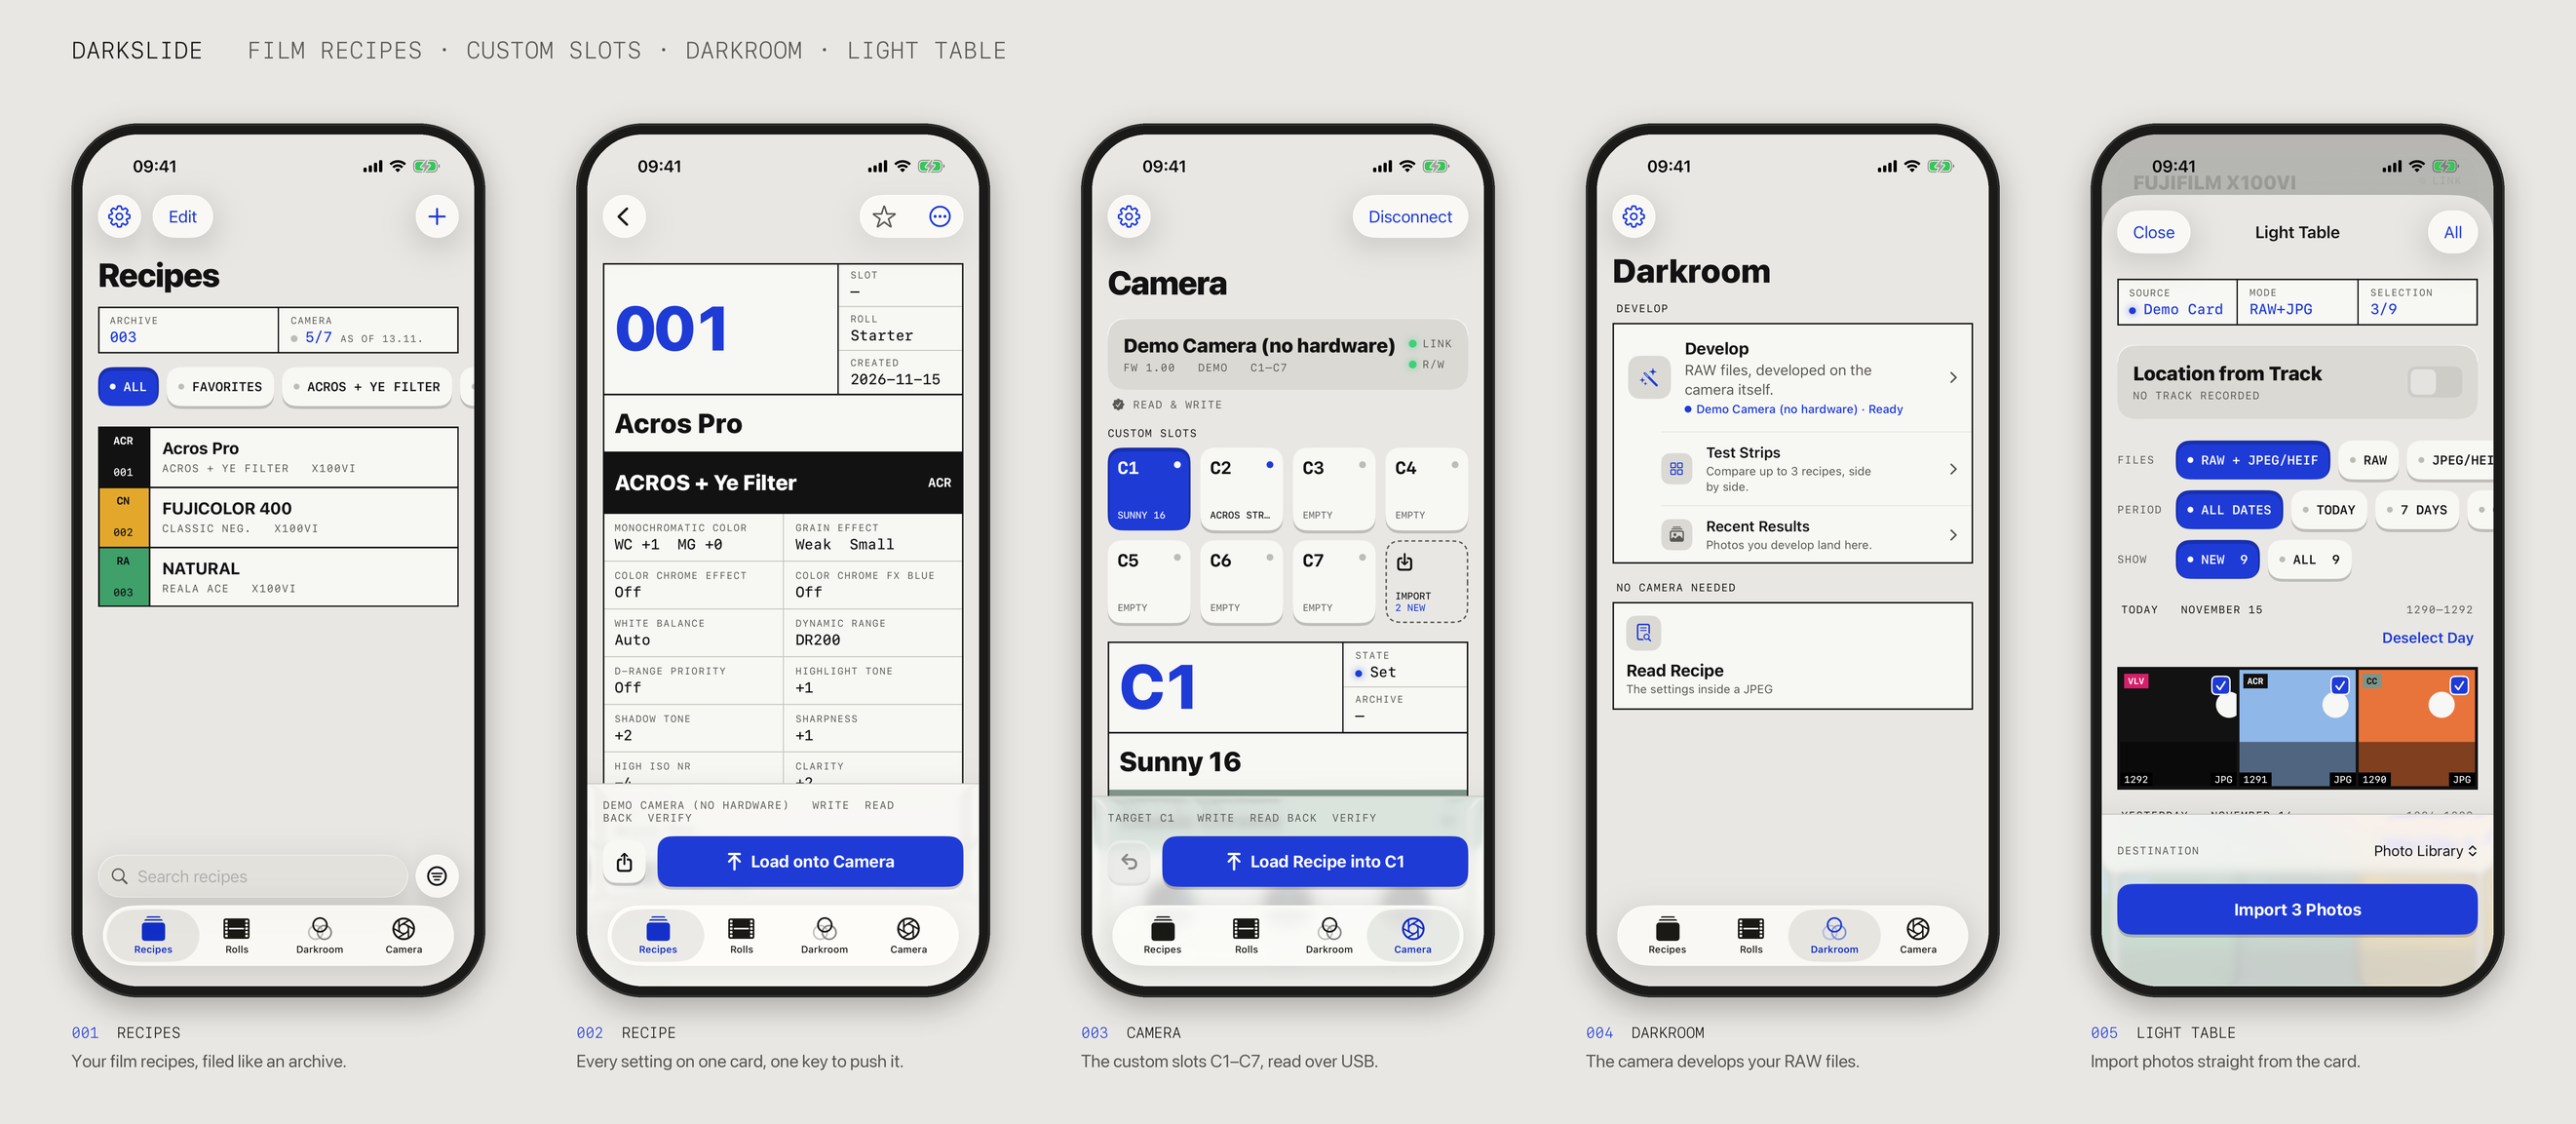 DARKSLIDE FILM RECIPES · CUSTOM SLOTS · DARKROOM · LIGHT TABLE
09:41
Edit
Recipes
ARCHIVE
003
CAMERA
5/7 AS OF 13.11.
ALL FAVORITES ACROS + YE FILTER
ACR
001
Acros Pro
ACROS + YE FILTER X100VI
CN
002
FUJICOLOR 400
CLASSIC NEG. X100VI
RA
003
NATURAL
REALA ACE X100VI
Search recipes
Recipes Rolls Darkroom Camera
001 RECIPES
Your film recipes, filed like an archive.
09:41
001
SLOT
–
ROLL
Starter
CREATED
2026-11-15
Acros Pro
ACROS + Ye Filter ACR
MONOCHROMATIC COLOR
WC +1 MG +0
GRAIN EFFECT
Weak Small
COLOR CHROME EFFECT
Off
COLOR CHROME FX BLUE
Off
WHITE BALANCE
Auto
DYNAMIC RANGE
DR200
D-RANGE PRIORITY
Off
HIGHLIGHT TONE
+1
SHADOW TONE
+2
SHARPNESS
+1
HIGH ISO NR
-4
CLARITY
+2
DEMO CAMERA (NO HARDWARE) WRITE READ
BACK VERIFY
Load onto Camera
Recipes Rolls Darkroom Camera
002 RECIPE
Every setting on one card, one key to push it.
09:41
Disconnect
Camera
Demo Camera (no hardware)
FW 1.00 DEMO C1–C7
LINK
R/W
READ & WRITE
CUSTOM SLOTS
C1
SUNNY 16
C2
ACROS STR…
C3
EMPTY
C4
EMPTY
C5
EMPTY
C6
EMPTY
C7
EMPTY
IMPORT
2 NEW
C1
STATE
Set
ARCHIVE
–
Sunny 16
TARGET C1 WRITE READ BACK VERIFY
Load Recipe into C1
Recipes Rolls Darkroom Camera
003 CAMERA
The custom slots C1–C7, read over USB.
09:41
Darkroom
DEVELOP
Develop
RAW files, developed on the
camera itself.
Demo Camera (no hardware) · Ready
Test Strips
Compare up to 3 recipes, side
by side.
Recent Results
Photos you develop land here.
NO CAMERA NEEDED
Read Recipe
The settings inside a JPEG
Recipes Rolls Darkroom Camera
004 DARKROOM
The camera develops your RAW files.
09:41
FUJIFILM X100VI LINK
Close Light Table All
SOURCE
Demo Card
MODE
RAW+JPG
SELECTION
3/9
Location from Track
NO TRACK RECORDED
FILES RAW + JPEG/HEIF RAW JPEG/HEI
PERIOD ALL DATES TODAY 7 DAYS
SHOW NEW 9 ALL 9
TODAY NOVEMBER 15 1290–1292
Deselect Day
VLV ACR CC
1292 JPG 1291 JPG 1290 JPG
YESTERDAY NOVEMBER 14
DESTINATION Photo Library
Import 3 Photos
005 LIGHT TABLE
Import photos straight from the card.